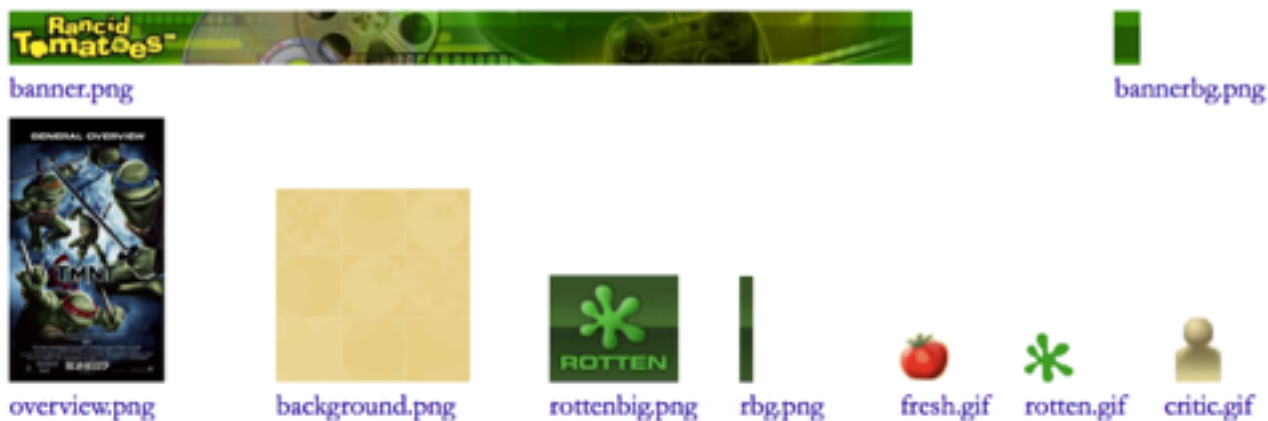 Rancid
Tomatoes™
banner.png
bannerbg.png
GENERAL OVERVIEW
TMNT
overview.png
background.png
ROTTEN
rottenbig.png
rbg.png
fresh.gif
rotten.gif
critic.gif